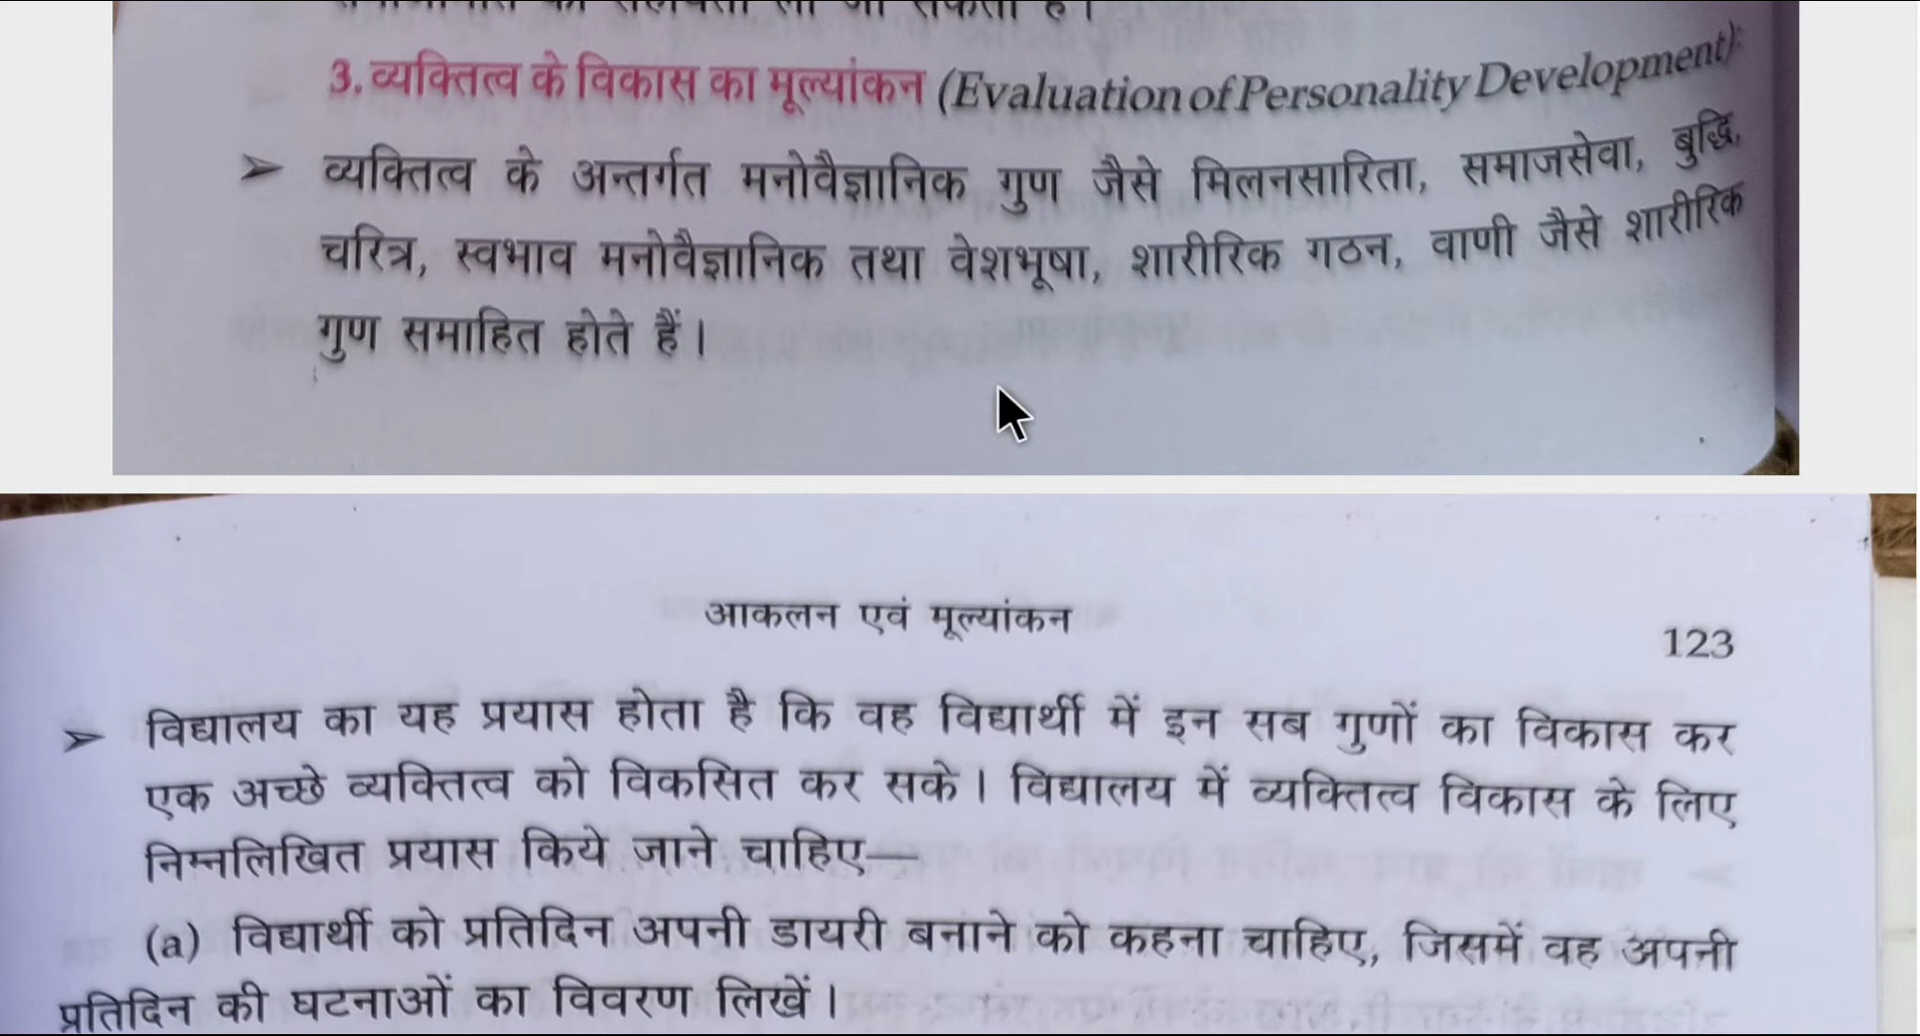 3. व्यक्तित्व के विकास का मूल्यांकन (Evaluation of Personality Development):
➢ व्यक्तित्व के अन्तर्गत मनोवैज्ञानिक गुण जैसे मिलनसारिता, समाजसेवा, बुद्धि,
चरित्र, स्वभाव मनोवैज्ञानिक तथा वेशभूषा, शारीरिक गठन, वाणी जैसे शारीरिक
गुण समाहित होते हैं।
आकलन एवं मूल्यांकन
123
➢ विद्यालय का यह प्रयास होता है कि वह विद्यार्थी में इन सब गुणों का विकास कर
एक अच्छे व्यक्तित्व को विकसित कर सके। विद्यालय में व्यक्तित्व विकास के लिए
निम्नलिखित प्रयास किये जाने चाहिए—
(a) विद्यार्थी को प्रतिदिन अपनी डायरी बनाने को कहना चाहिए, जिसमें वह अपनी
प्रतिदिन की घटनाओं का विवरण लिखें।